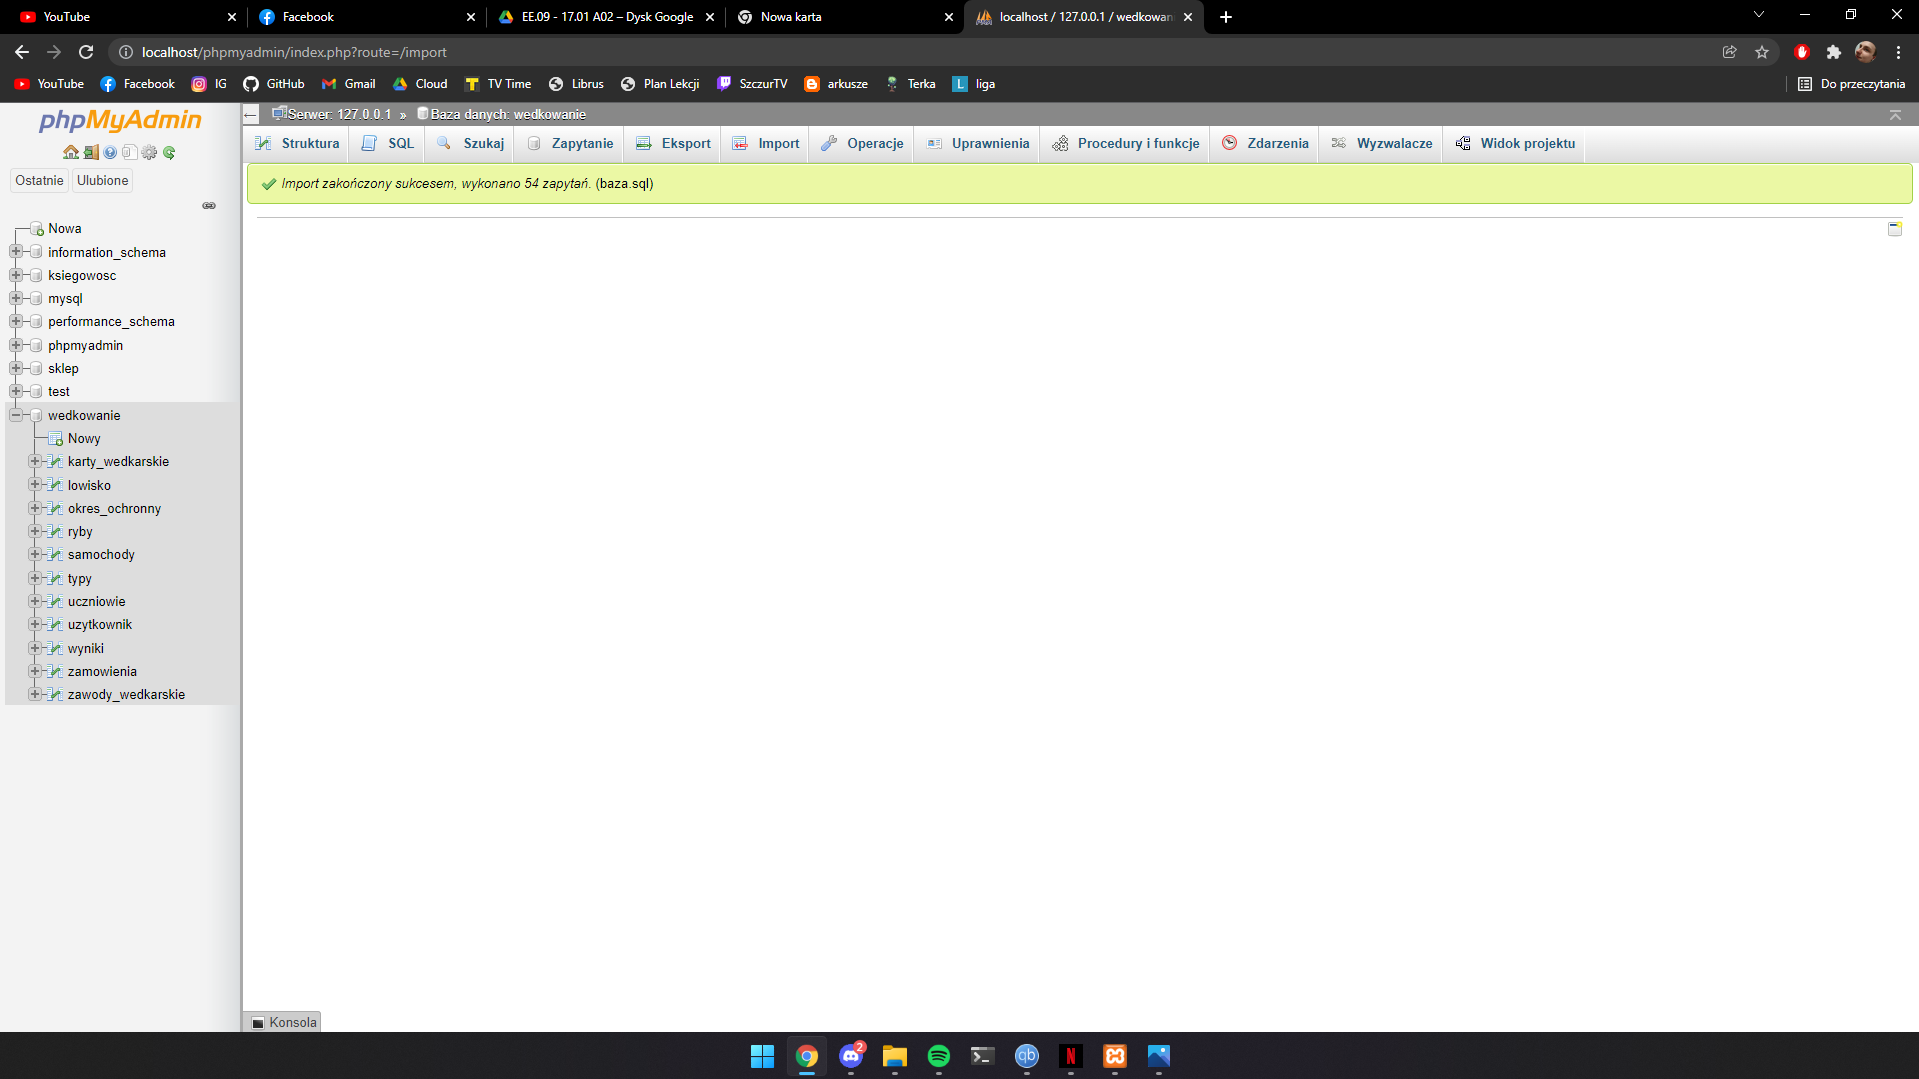 YouTube
Facebook
EE.09 - 17.01 A02 – Dysk Google
Nowa karta
localhost / 127.0.0.1 / wedkowan
localhost/phpmyadmin/index.php?route=/import
YouTube
Facebook
IG
GitHub
Gmail
Cloud
TV Time
Librus
Plan Lekcji
SzczurTV
arkusze
Terka
L liga
Do przeczytania
phpMyAdmin
Ostatnie
Ulubione
Nowa
information_schema
ksiegowosc
mysql
performance_schema
phpmyadmin
sklep
test
wedkowanie
Nowy
karty_wedkarskie
lowisko
okres_ochronny
ryby
samochody
typy
uczniowie
uzytkownik
wyniki
zamowienia
zawody_wedkarskie
Serwer: 127.0.0.1 » Baza danych: wedkowanie
Struktura
SQL
Szukaj
Zapytanie
Eksport
Import
Operacje
Uprawnienia
Procedury i funkcje
Zdarzenia
Wyzwalacze
Widok projektu
Import zakończony sukcesem, wykonano 54 zapytań. (baza.sql)
Konsola
2
qb
N